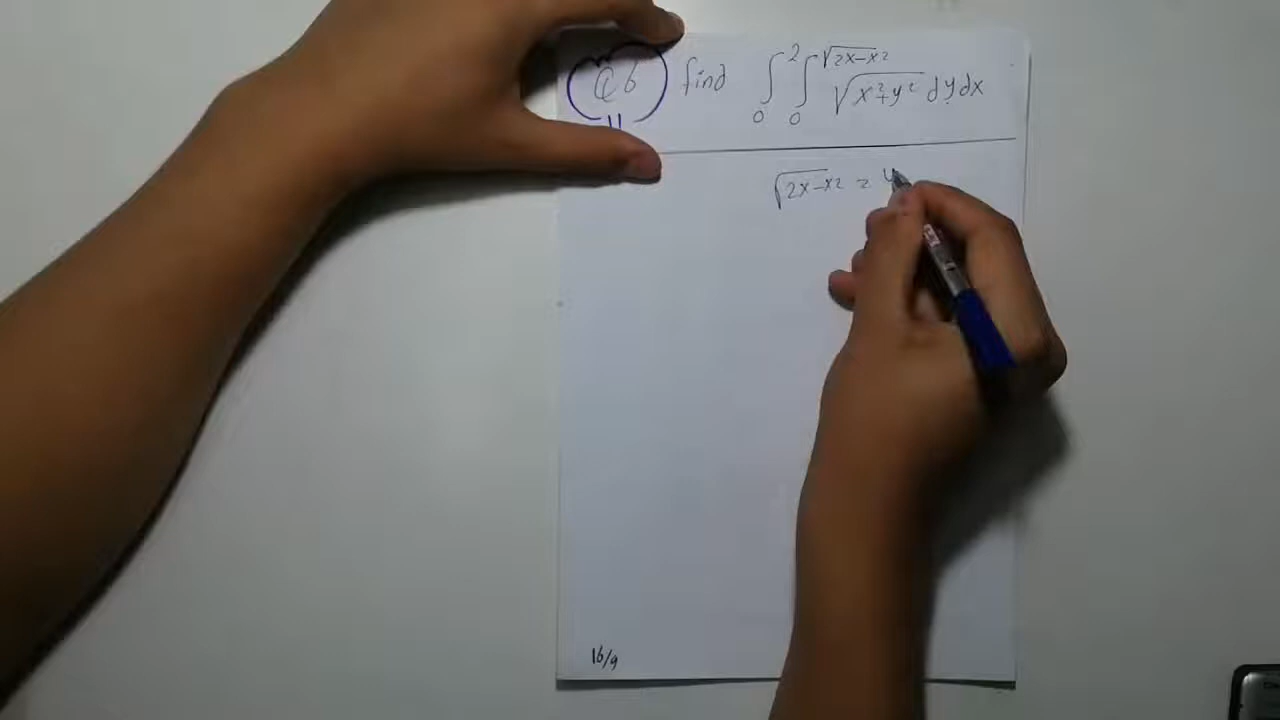 Q6 find ∫₀² ∫₀^√(2x-x²) √(x²+y²) dy dx
√(2x-x²) = y
16/9